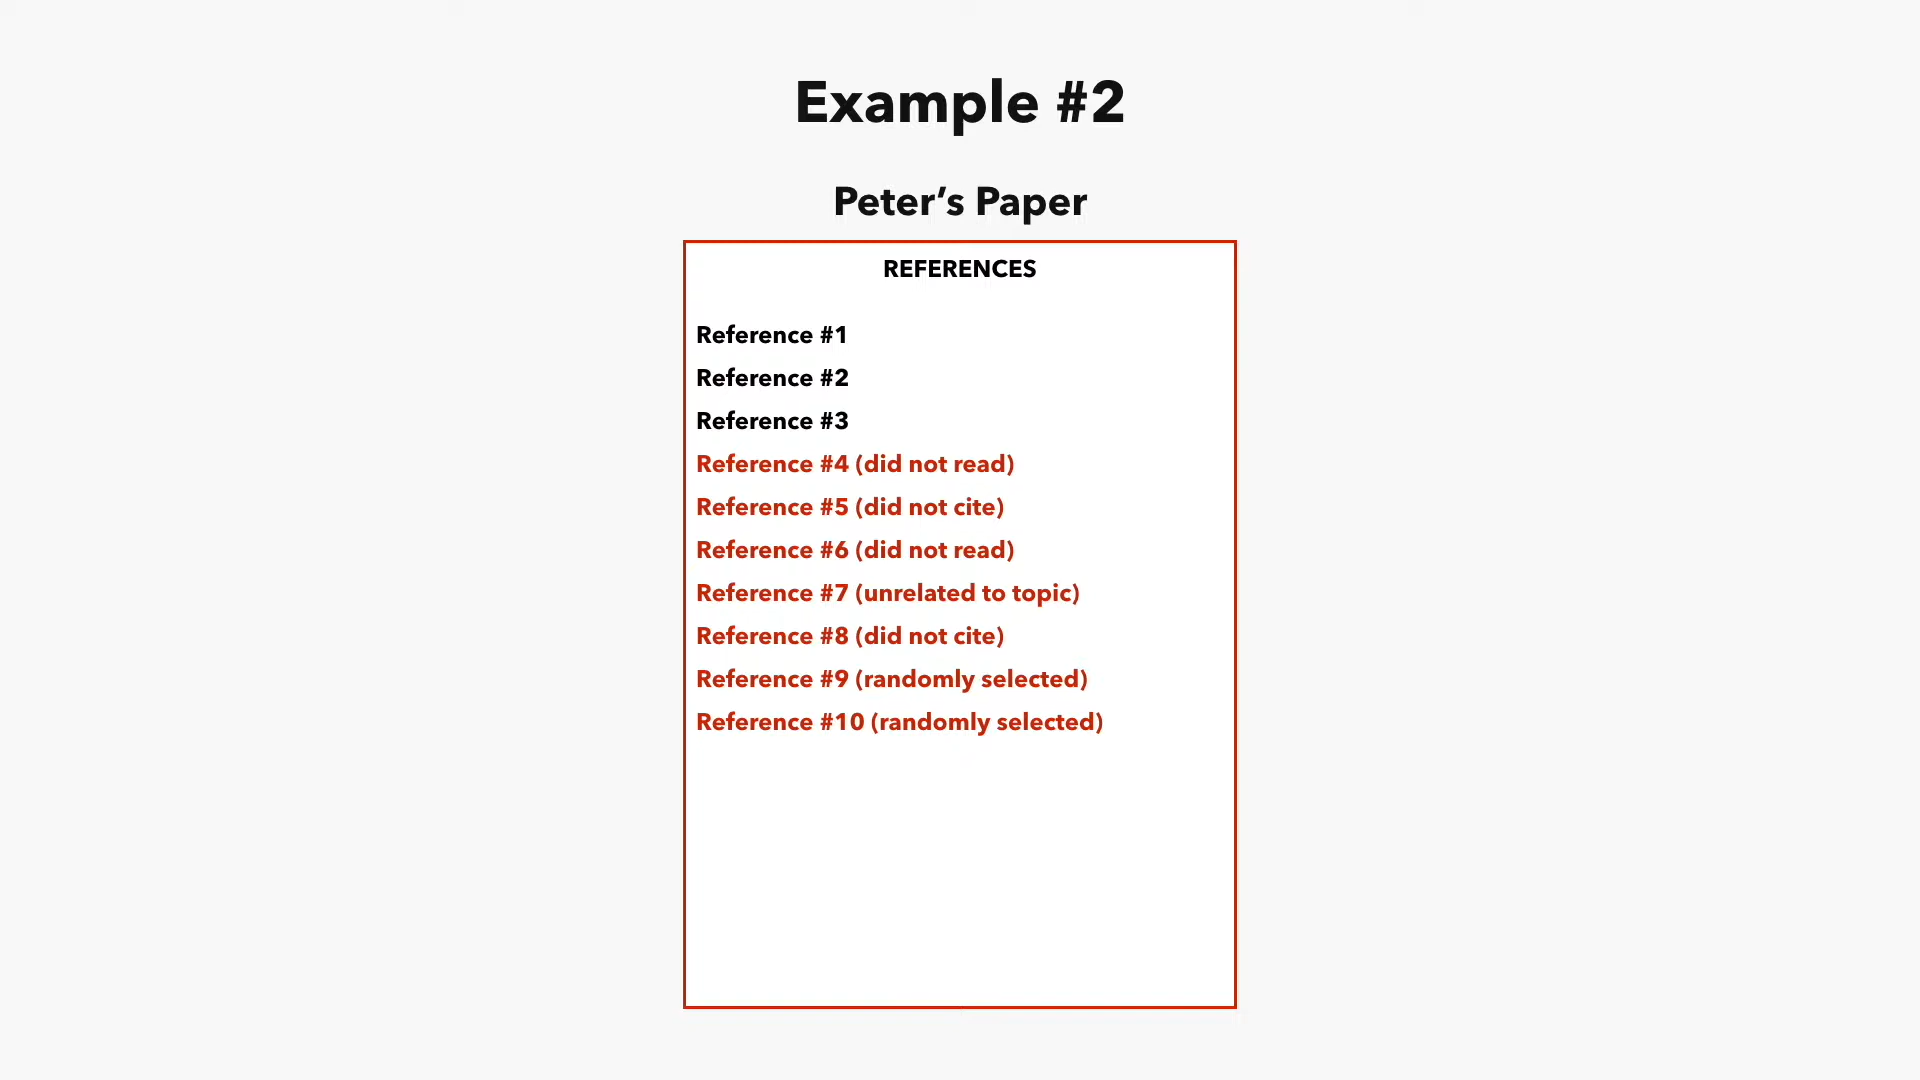 Example #2
Peter’s Paper
REFERENCES
Reference #1
Reference #2
Reference #3
Reference #4 (did not read)
Reference #5 (did not cite)
Reference #6 (did not read)
Reference #7 (unrelated to topic)
Reference #8 (did not cite)
Reference #9 (randomly selected)
Reference #10 (randomly selected)